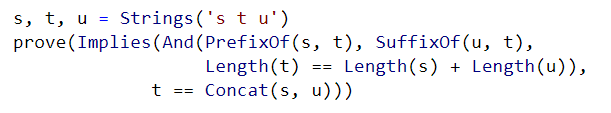 s, t, u = Strings('s t u')
prove(Implies(And(PrefixOf(s, t), SuffixOf(u, t),
Length(t) == Length(s) + Length(u)),
t == Concat(s, u)))